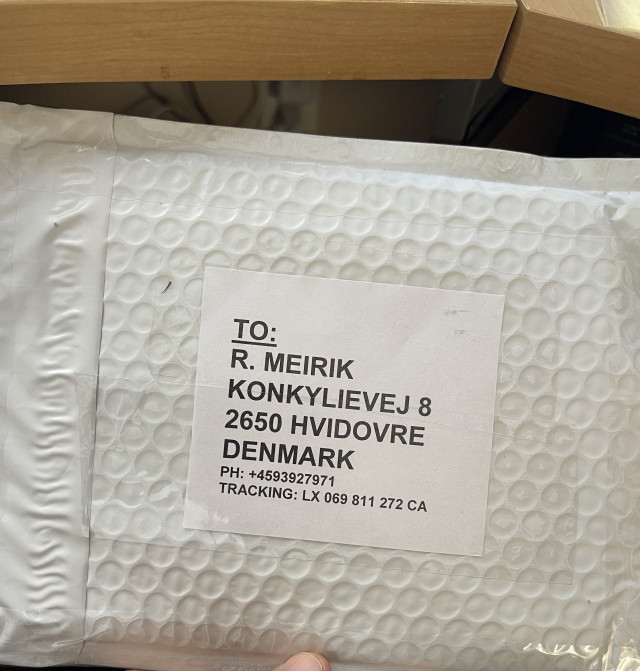 TO:
R. MEIRIK
KONKYLIEVEJ 8
2650 HVIDOVRE
DENMARK
PH: +4593927971
TRACKING: LX 069 811 272 CA